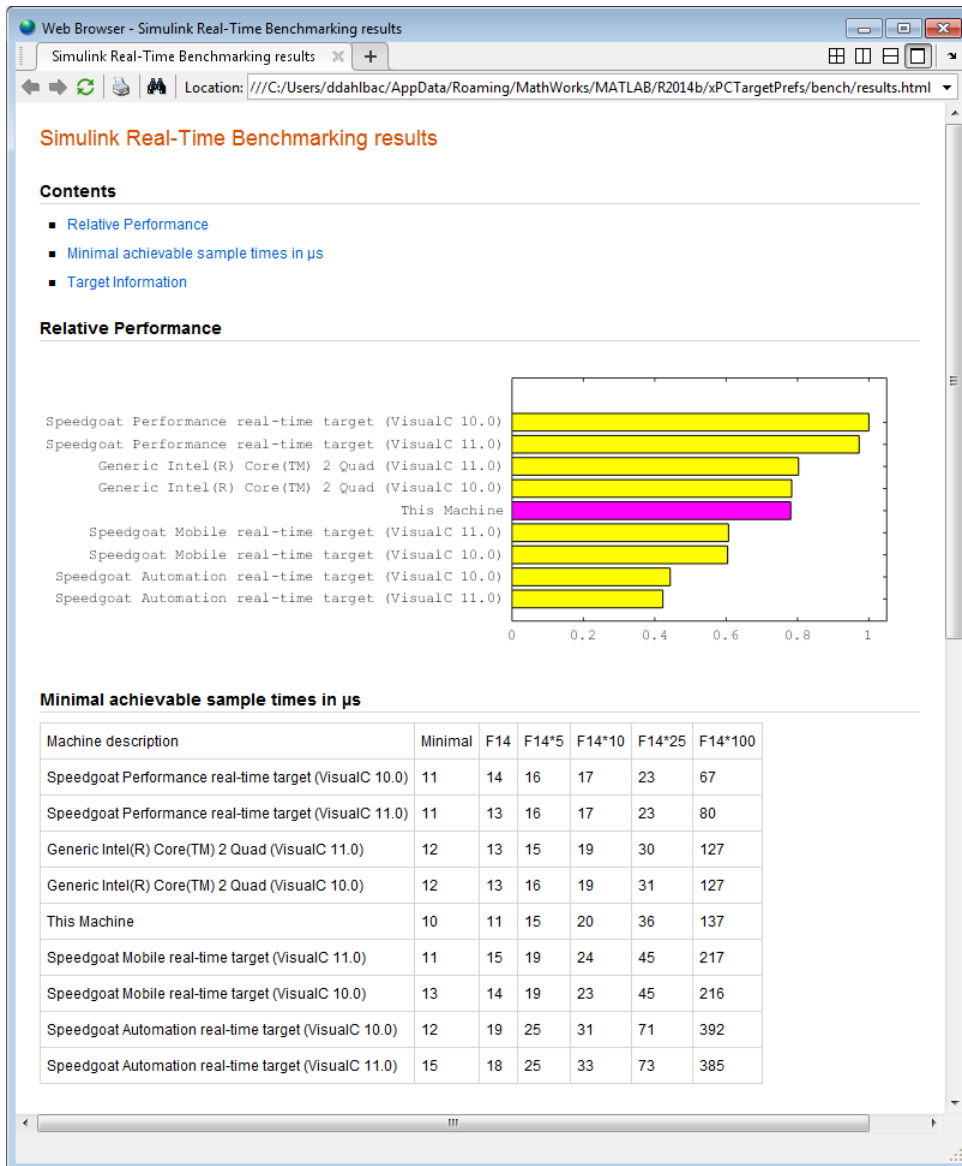 Web Browser - Simulink Real-Time Benchmarking results
Simulink Real-Time Benchmarking results
Location: ///C:/Users/ddahlbac/AppData/Roaming/MathWorks/MATLAB/R2014b/xPCTargetPrefs/bench/results.html
Simulink Real-Time Benchmarking results
Contents
Relative Performance
Minimal achievable sample times in µs
Target Information
Relative Performance
Speedgoat Performance real-time target (VisualC 10.0)
Speedgoat Performance real-time target (VisualC 11.0)
Generic Intel(R) Core(TM) 2 Quad (VisualC 11.0)
Generic Intel(R) Core(TM) 2 Quad (VisualC 10.0)
This Machine
Speedgoat Mobile real-time target (VisualC 11.0)
Speedgoat Mobile real-time target (VisualC 10.0)
Speedgoat Automation real-time target (VisualC 10.0)
Speedgoat Automation real-time target (VisualC 11.0)
0 0.2 0.4 0.6 0.8 1
Minimal achievable sample times in µs
Machine description Minimal F14 F14*5 F14*10 F14*25 F14*100
Speedgoat Performance real-time target (VisualC 10.0) 11 14 16 17 23 67
Speedgoat Performance real-time target (VisualC 11.0) 11 13 16 17 23 80
Generic Intel(R) Core(TM) 2 Quad (VisualC 11.0) 12 13 15 19 30 127
Generic Intel(R) Core(TM) 2 Quad (VisualC 10.0) 12 13 16 19 31 127
This Machine 10 11 15 20 36 137
Speedgoat Mobile real-time target (VisualC 11.0) 11 15 19 24 45 217
Speedgoat Mobile real-time target (VisualC 10.0) 13 14 19 23 45 216
Speedgoat Automation real-time target (VisualC 10.0) 12 19 25 31 71 392
Speedgoat Automation real-time target (VisualC 11.0) 15 18 25 33 73 385